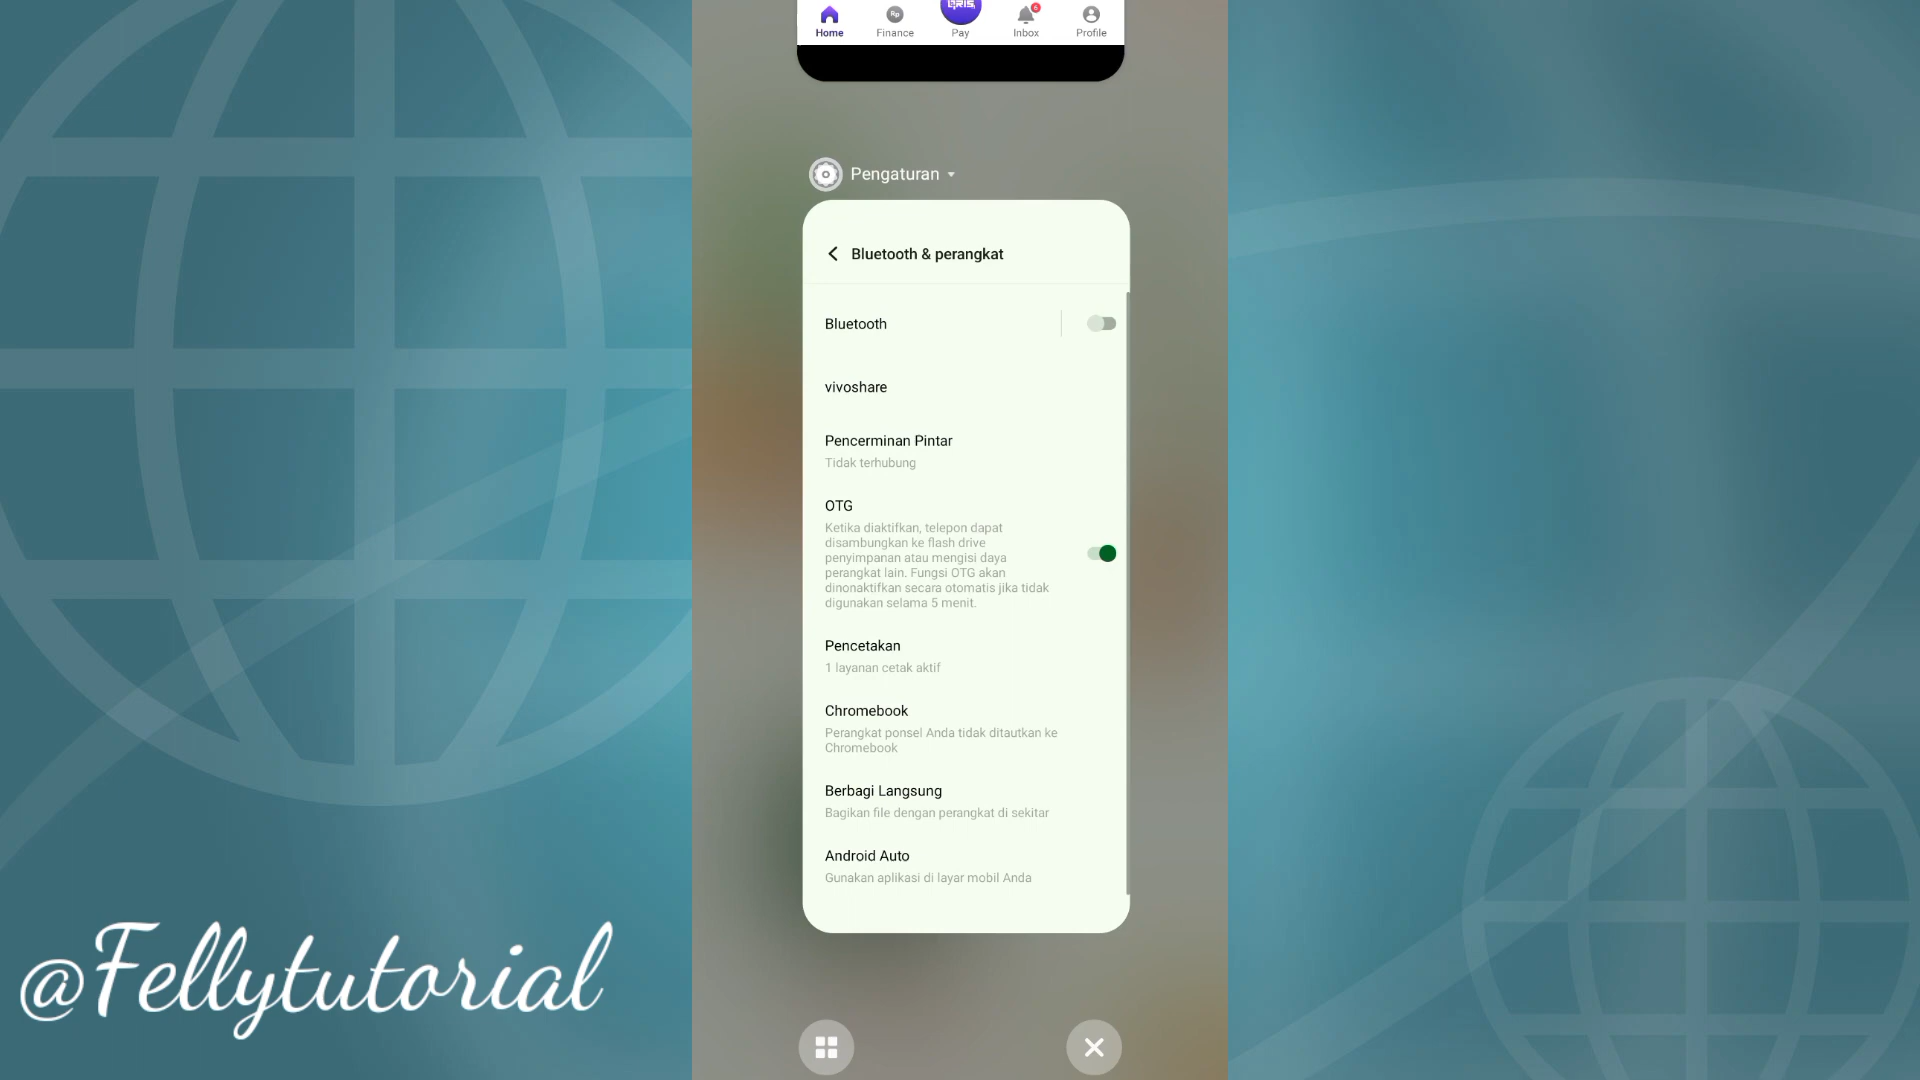 QRIS
Home
Finance
Pay
Inbox
Profile
Pengaturan
Bluetooth & perangkat
Bluetooth
vivoshare
Pencerminan Pintar
Tidak terhubung
OTG
Ketika diaktifkan, telepon dapat
disambungkan ke flash drive
penyimpanan atau mengisi daya
perangkat lain. Fungsi OTG akan
dinonaktifkan secara otomatis jika tidak
digunakan selama 5 menit.
Pencetakan
1 layanan cetak aktif
Chromebook
Perangkat ponsel Anda tidak ditautkan ke
Chromebook
Berbagi Langsung
Bagikan file dengan perangkat di sekitar
Android Auto
Gunakan aplikasi di layar mobil Anda
@Fellytutorial